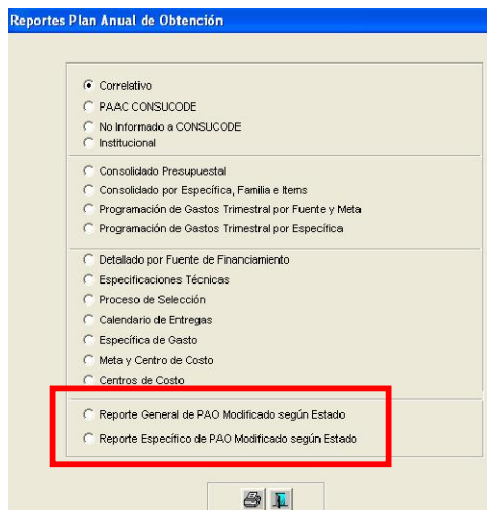 Reportes Plan Anual de Obtención
Correlativo
PAAC CONSUCODE
No Informado a CONSUCODE
Institucional
Consolidado Presupuestal
Consolidado por Específica, Familia e Items
Programación de Gastos Trimestral por Fuente y Meta
Programación de Gastos Trimestral por Específica
Detallado por Fuente de Financiamiento
Especificaciones Técnicas
Proceso de Selección
Calendario de Entregas
Específica de Gasto
Meta y Centro de Costo
Centros de Costo
Reporte General de PAO Modificado según Estado
Reporte Específico de PAO Modificado según Estado